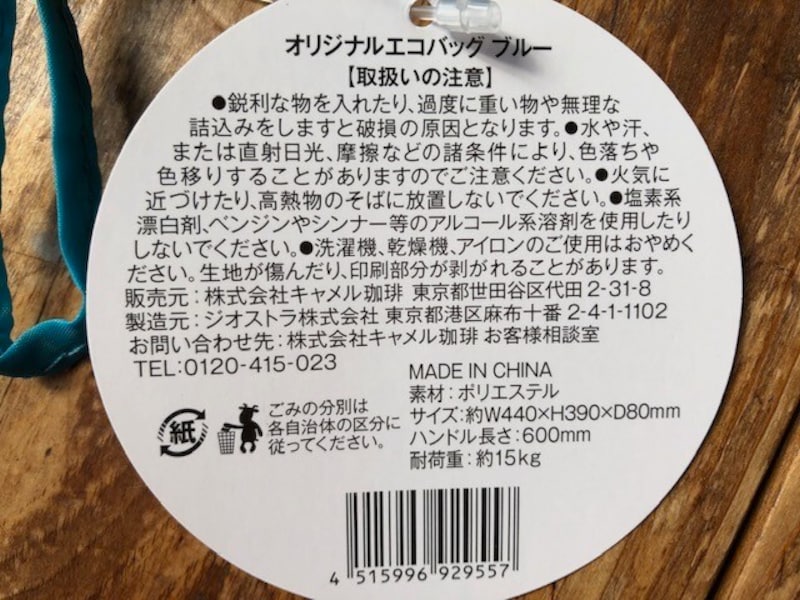 オリジナルエコバッグ ブルー
【取扱いの注意】
●鋭利な物を入れたり、過度に重い物や無理な
詰込みをしますと破損の原因となります。●水や汗、
または直射日光、摩擦などの諸条件により、色落ちや
色移りすることがありますのでご注意ください。●火気に
近づけたり、高熱物のそばに放置しないでください。●塩素系
漂白剤、ベンジンやシンナー等のアルコール系溶剤を使用したり
しないでください。●洗濯機、乾燥機、アイロンのご使用はおやめく
ださい。生地が傷んだり、印刷部分が剥がれることがあります。
販売元：株式会社キャメル珈琲 東京都世田谷区代田 2-31-8
製造元：ジオストラ株式会社 東京都港区麻布十番 2-4-1-1102
お問い合わせ先：株式会社キャメル珈琲 お客様相談室
TEL:0120-415-023
MADE IN CHINA
素材：ポリエステル
サイズ：約W440×H390×D80mm
ハンドル長さ：600mm
耐荷重：約15kg
紙
ごみの分別は
各自治体の区分に
従ってください。
4 515996 929557